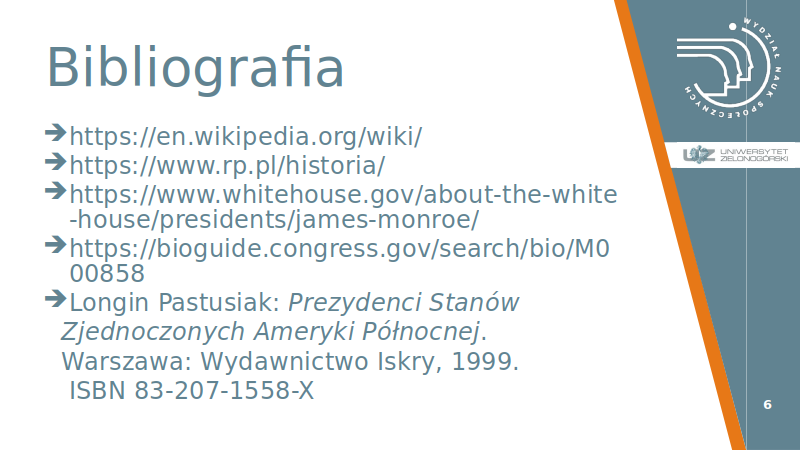 Bibliografia
https://en.wikipedia.org/wiki/
https://www.rp.pl/historia/
https://www.whitehouse.gov/about-the-white
-house/presidents/james-monroe/
https://bioguide.congress.gov/search/bio/M0
00858
Longin Pastusiak: Prezydenci Stanów
Zjednoczonych Ameryki Północnej.
Warszawa: Wydawnictwo Iskry, 1999.
ISBN 83-207-1558-X
WYDZIAŁ NAUK SPOŁECZNYCH
UNIWERSYTET
ZIELONOGÓRSKI
6